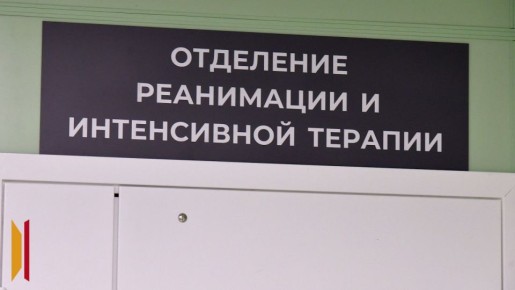 ОТДЕЛЕНИЕ
РЕАНИМАЦИИ И
ИНТЕНСИВНОЙ ТЕРАПИИ